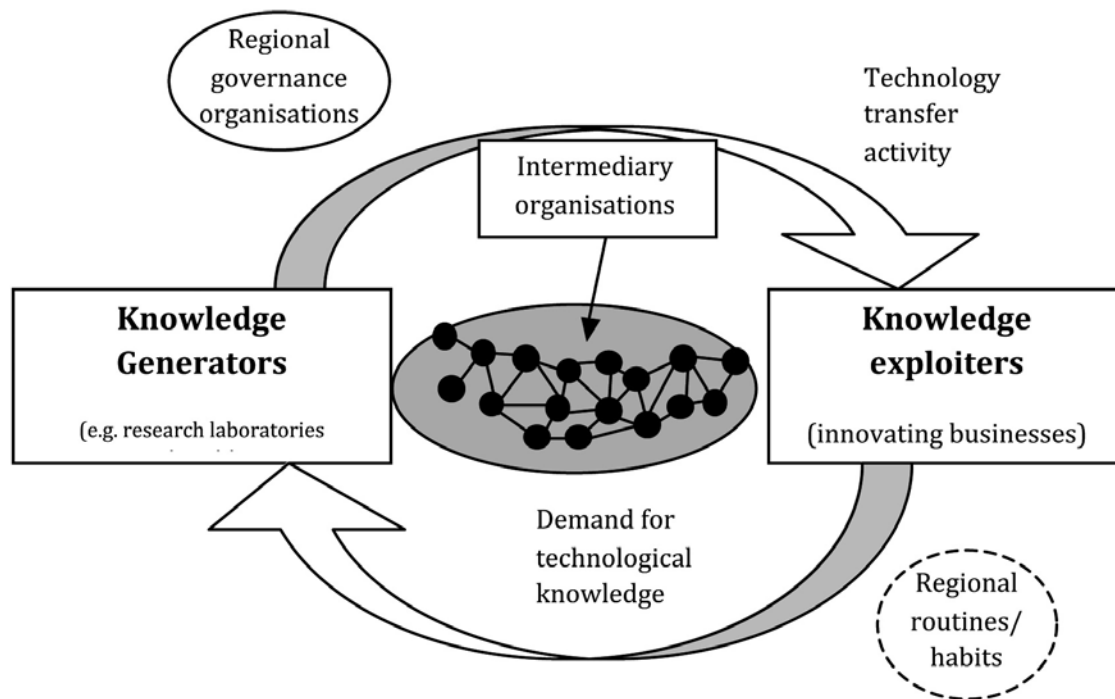 Regional
governance
organisations
Technology
transfer
activity
Intermediary
organisations
Knowledge
Generators
(e.g. research laboratories
Knowledge
exploiters
(innovating businesses)
Demand for
technological
knowledge
Regional
routines/
habits